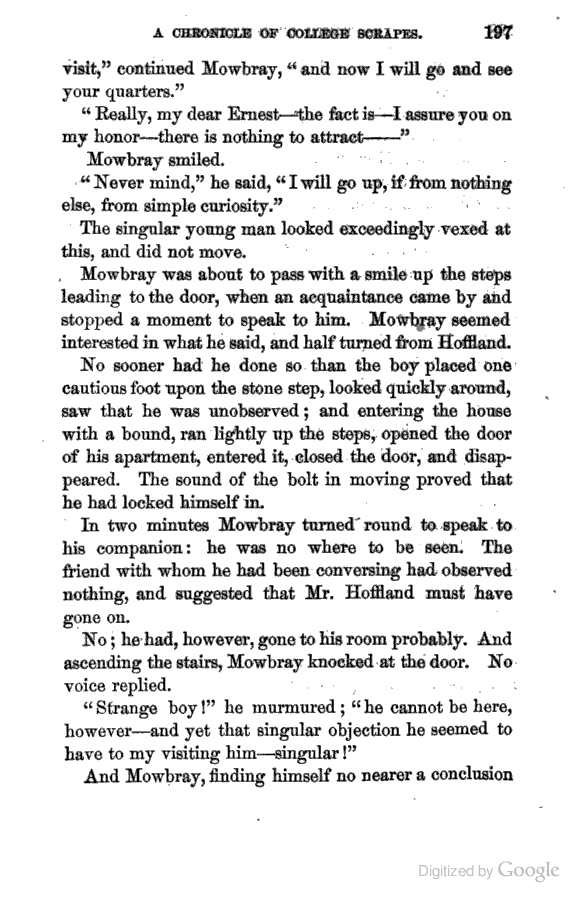 A CHRONICLE OF COLLEGE SCRAPES. 197
visit,” continued Mowbray, “and now I will go and see
your quarters.”
“Really, my dear Ernest—the fact is—I assure you on
my honor—there is nothing to attract——”
Mowbray smiled.
“Never mind,” he said, “I will go up, if from nothing
else, from simple curiosity.”
The singular young man looked exceedingly vexed at
this, and did not move.
Mowbray was about to pass with a smile up the steps
leading to the door, when an acquaintance came by and
stopped a moment to speak to him. Mowbray seemed
interested in what he said, and half turned from Hoffland.
No sooner had he done so than the boy placed one
cautious foot upon the stone step, looked quickly around,
saw that he was unobserved; and entering the house
with a bound, ran lightly up the steps, opened the door
of his apartment, entered it, closed the door, and disap-
peared. The sound of the bolt in moving proved that
he had locked himself in.
In two minutes Mowbray turned round to speak to
his companion: he was no where to be seen. The
friend with whom he had been conversing had observed
nothing, and suggested that Mr. Hoffland must have
gone on.
No; he had, however, gone to his room probably. And
ascending the stairs, Mowbray knocked at the door. No
voice replied.
“Strange boy!” he murmured; “he cannot be here,
however—and yet that singular objection he seemed to
have to my visiting him—singular!”
And Mowbray, finding himself no nearer a conclusion
Digitized by Google